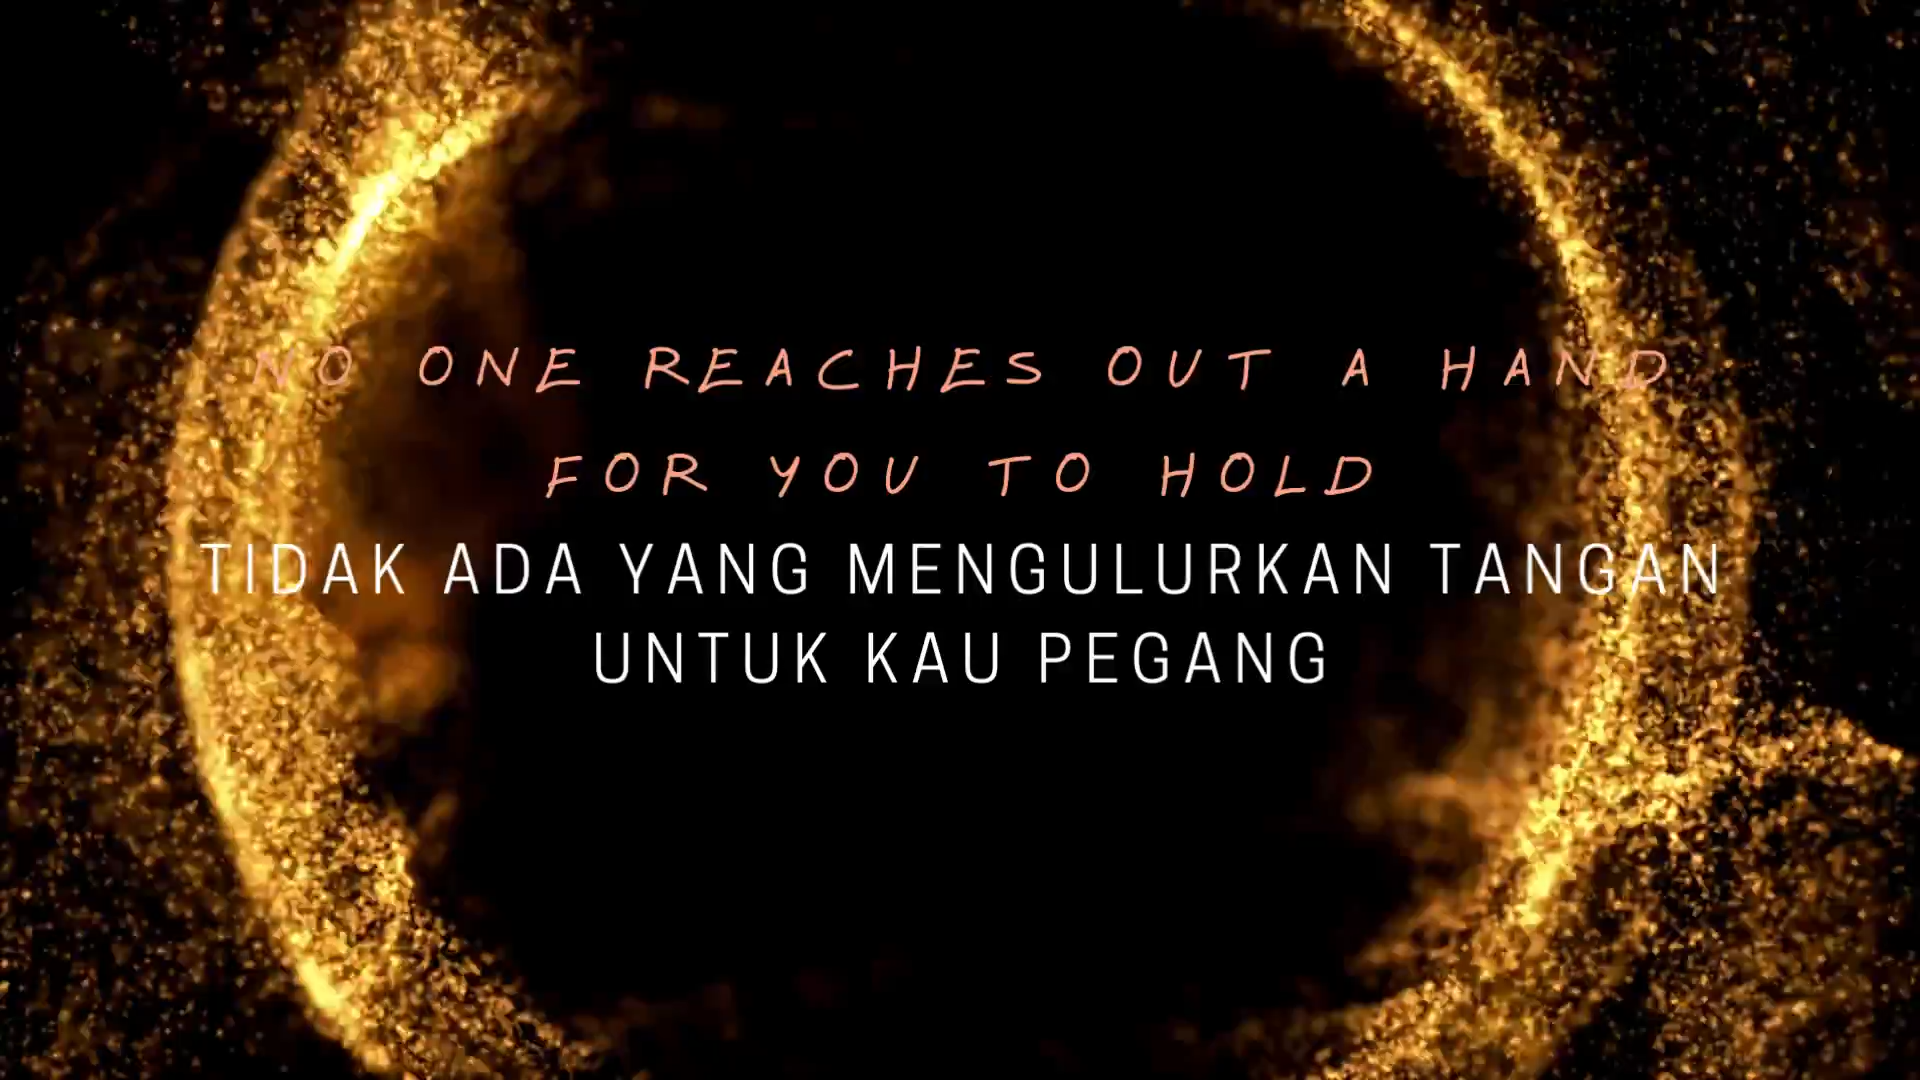 NO ONE REACHES OUT A HAND
FOR YOU TO HOLD
TIDAK ADA YANG MENGULURKAN TANGAN
UNTUK KAU PEGANG